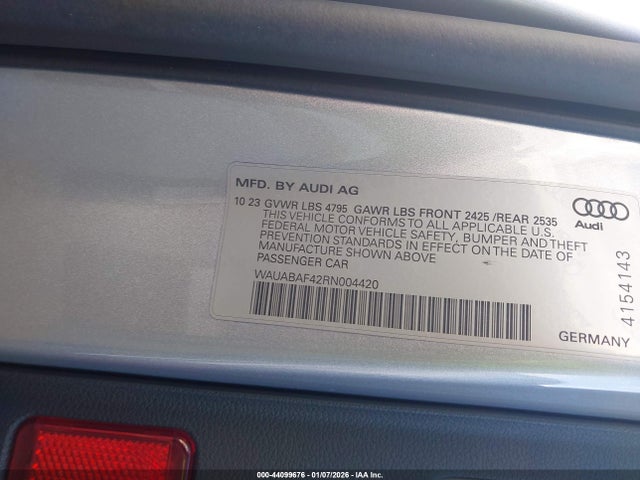 MFD. BY AUDI AG
10 23 GVWR LBS 4795 GAWR LBS FRONT 2425 /REAR 2535
THIS VEHICLE CONFORMS TO ALL APPLICABLE U.S.
FEDERAL MOTOR VEHICLE SAFETY, BUMPER AND THEFT
PREVENTION STANDARDS IN EFFECT ON THE DATE OF
MANUFACTURE SHOWN ABOVE
PASSENGER CAR
WAUABAF42RN004420
Audi
4154143
GERMANY
000-44099676 | 01/07/2026 | IAA Inc.